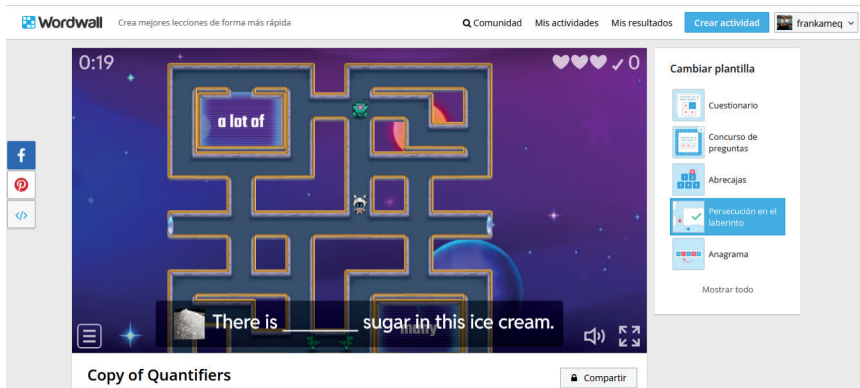 Wordwall Crea mejores lecciones de forma más rápida Comunidad Mis actividades Mis resultados Crear actividad frankameq
0:19
0
a lot of
many
There is ________ sugar in this ice cream.
Copy of Quantifiers
Compartir
Cambiar plantilla
Cuestionario
Concurso de
preguntas
Abrecajas
Persecución en el
laberinto
Anagrama
Mostrar todo